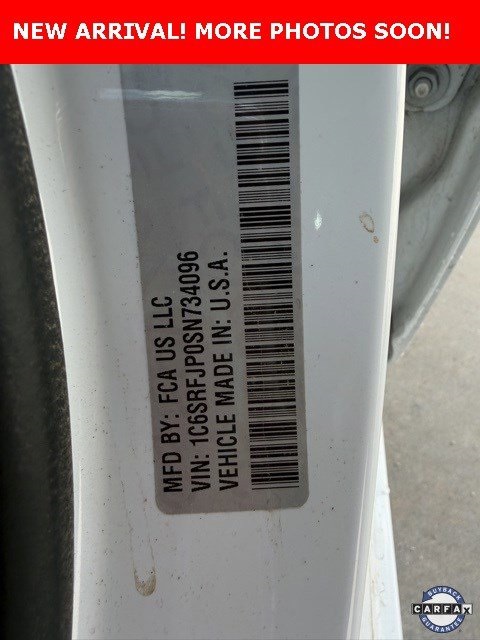 NEW ARRIVAL! MORE PHOTOS SOON!
MFD BY: FCA US LLC
VIN: 1C6SRFJP0SN734096
VEHICLE MADE IN: U.S.A.
BUYBACK
CARFAX
GUARANTEE